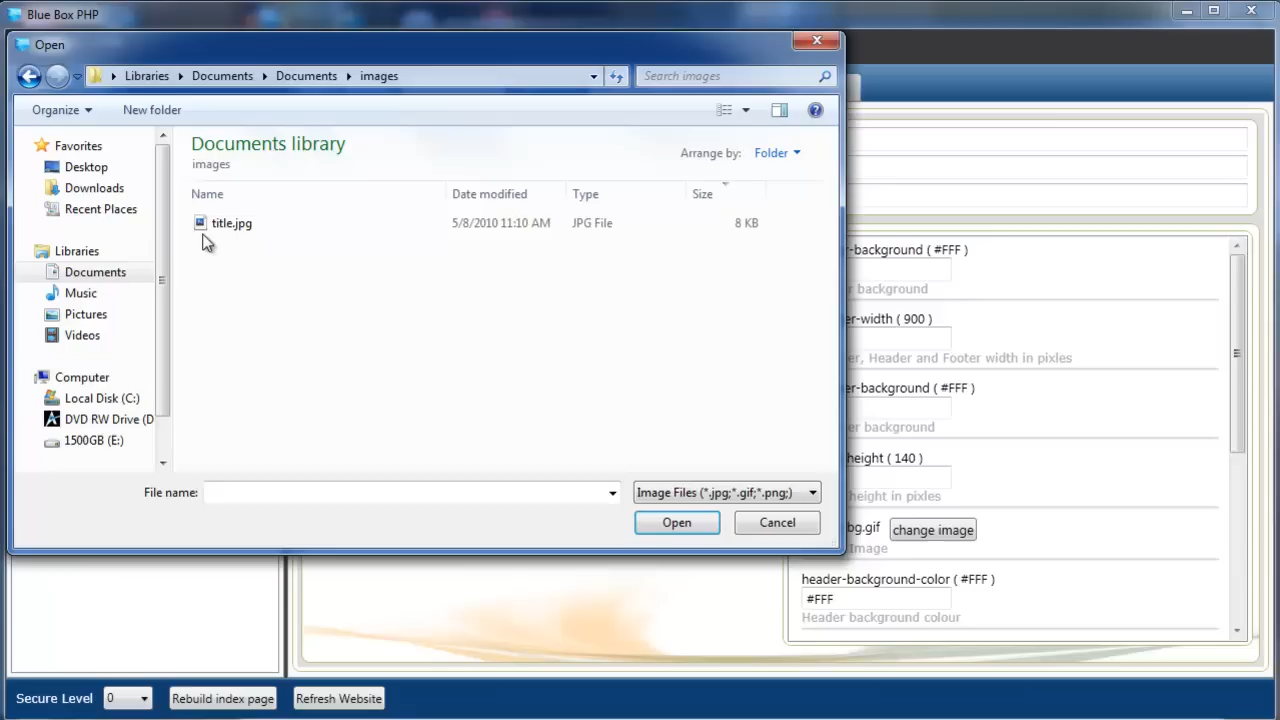 Blue Box PHP
Open
Libraries Documents Documents images
Search images
Organize New folder
Favorites
Desktop
Downloads
Recent Places
Libraries
Documents
Music
Pictures
Videos
Computer
Local Disk (C:)
DVD RW Drive (D
1500GB (E:)
Documents library
images
Arrange by: Folder
Name Date modified Type Size
title.jpg 5/8/2010 11:10 AM JPG File 8 KB
File name:
Image Files (*.jpg;*.gif;*.png;)
Open Cancel
r-background ( #FFF )
r background
er-width ( 900 )
er, Header and Footer width in pixles
er-background ( #FFF )
er background
height ( 140 )
height in pixles
bg.gif change image
Image
header-background-color ( #FFF )
#FFF
Header background colour
Secure Level 0 Rebuild index page Refresh Website